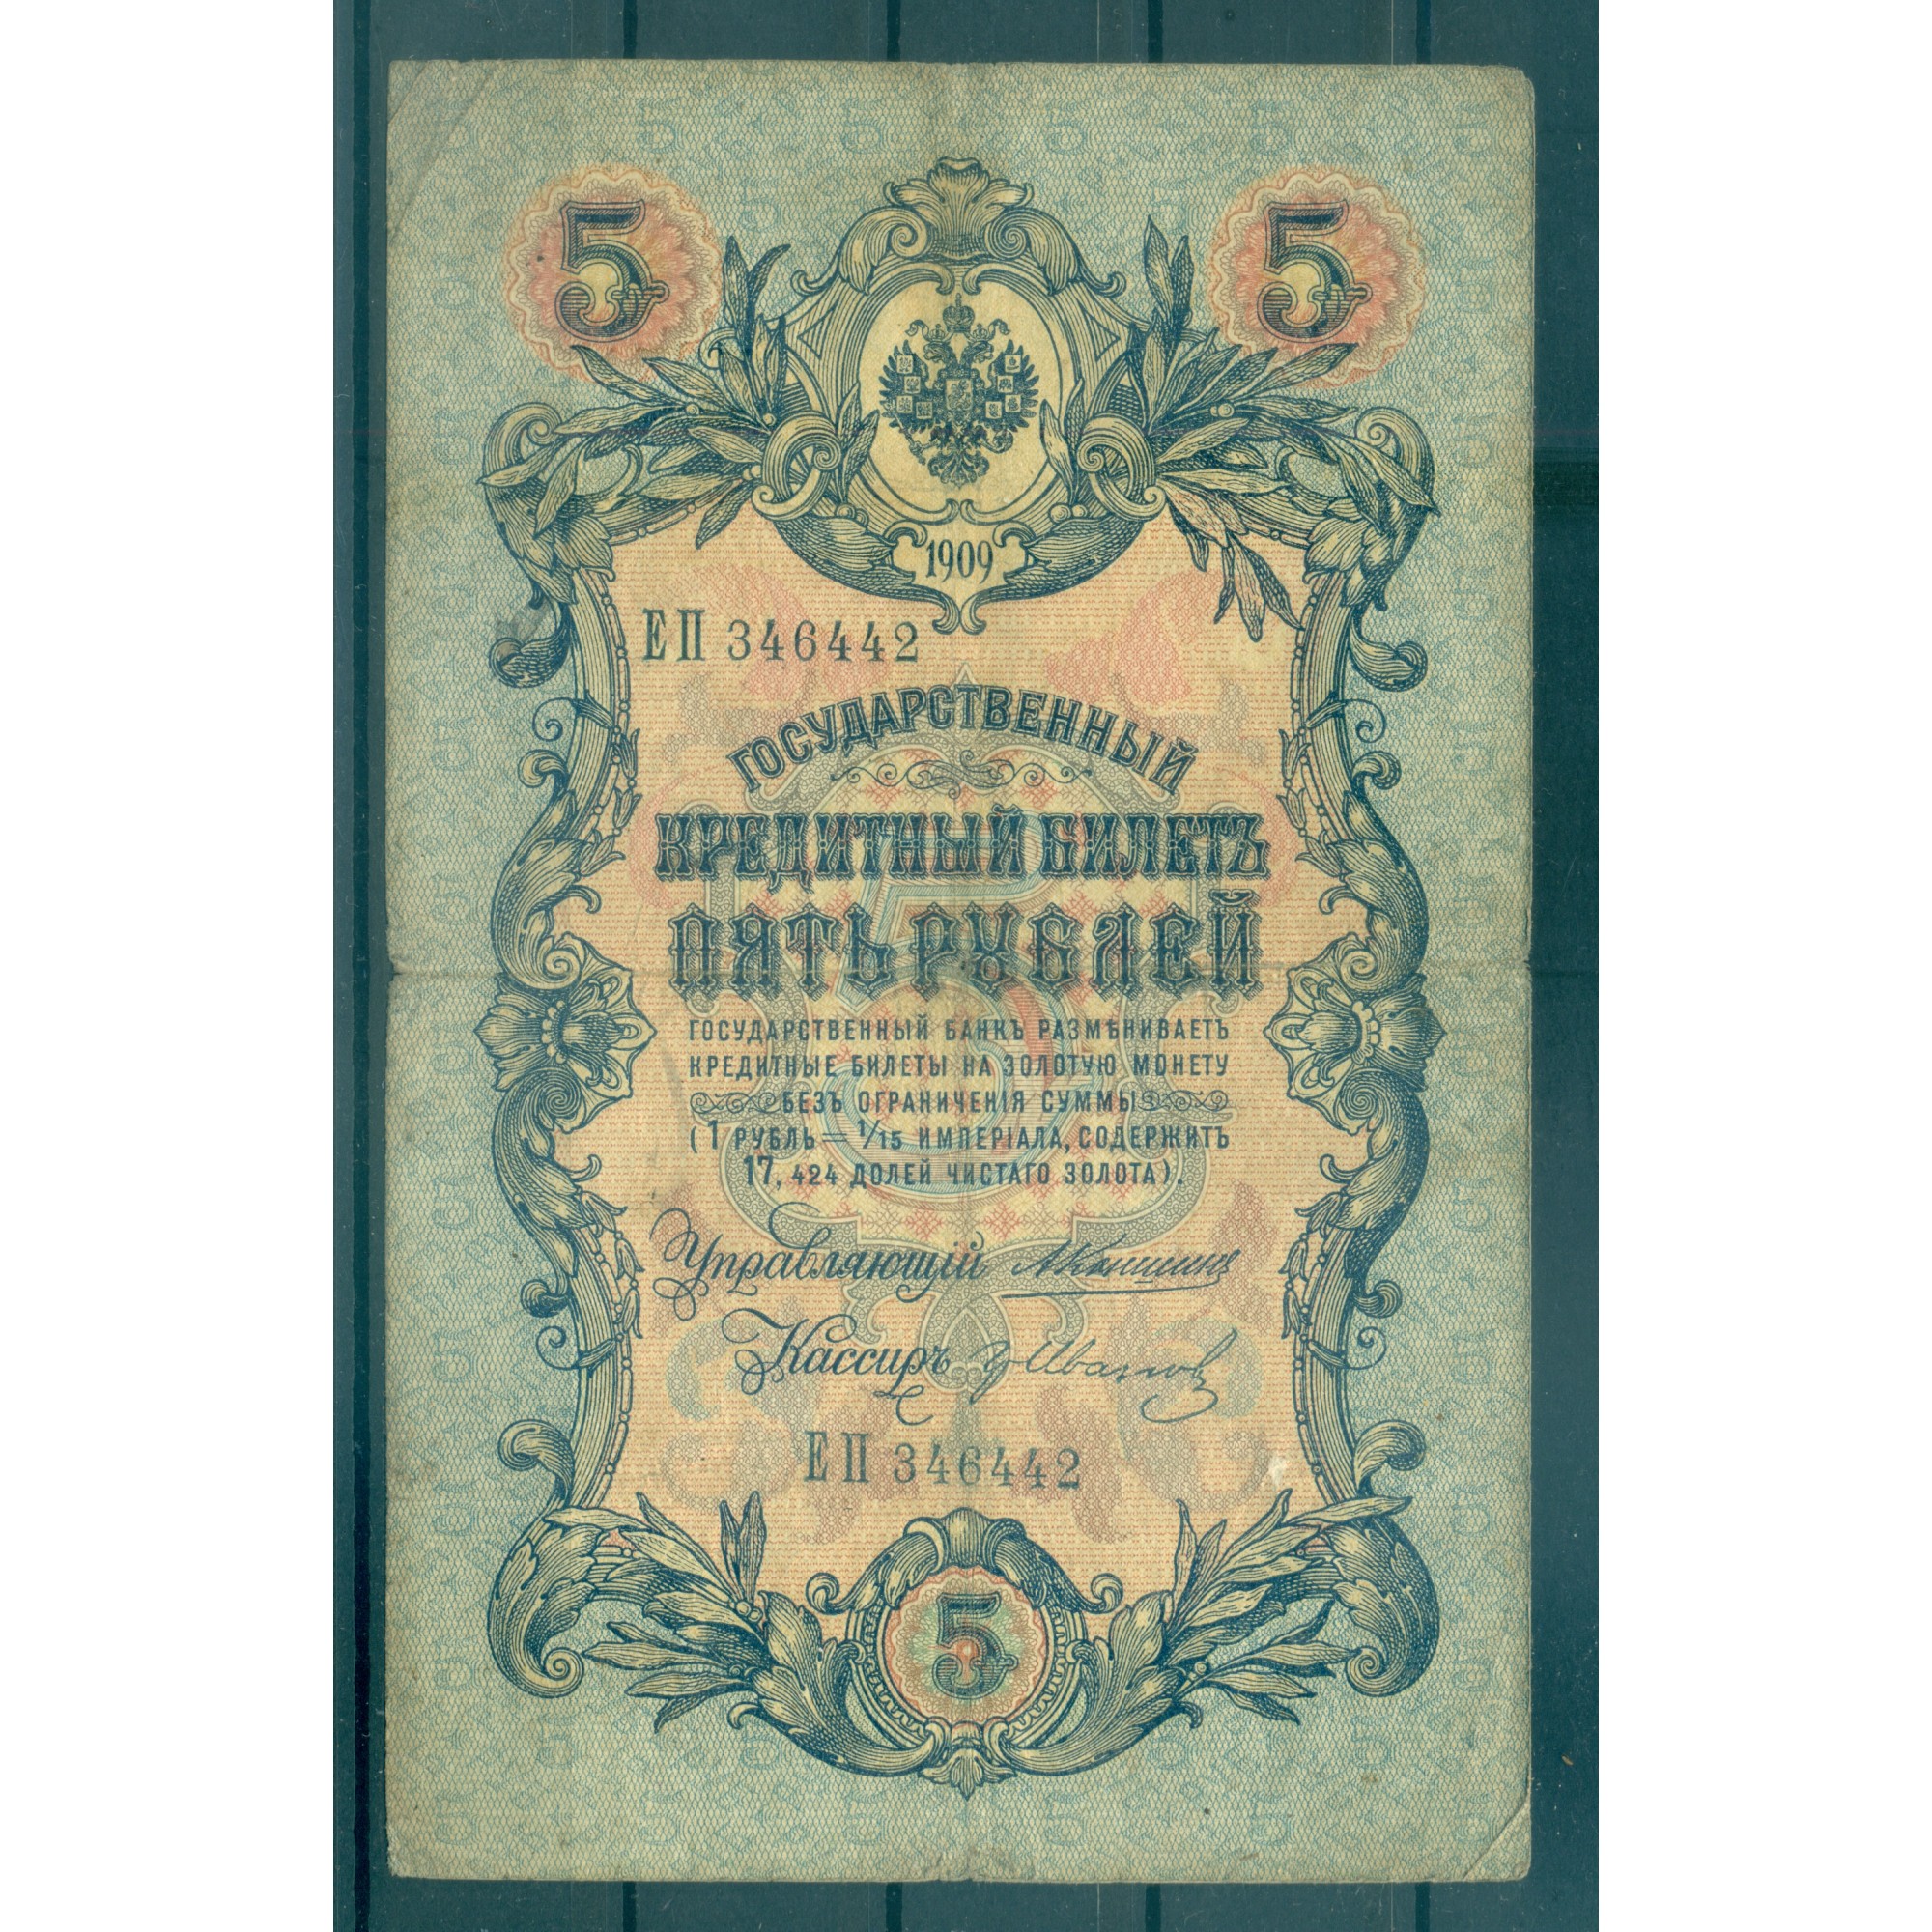 5 5
1909
ЕП 346442
ГОСУДАРСТВЕННЫЙ
КРЕДИТНЫЙ БИЛЕТЪ
ПЯТЬ РУБЛЕЙ
ГОСУДАРСТВЕННЫЙ БАНКЪ РАЗМѢНИВАЕТЪ
КРЕДИТНЫЕ БИЛЕТЫ НА ЗОЛОТУЮ МОНЕТУ
БЕЗЪ ОГРАНИЧЕНІЯ СУММЫ
(1 РУБЛЬ = 1/15 ИМПЕРІАЛА, СОДЕРЖИТЪ
17, 424 ДОЛЕЙ ЧИСТАГО ЗОЛОТА).
Управляющій
Кассиръ
ЕП 346442
5